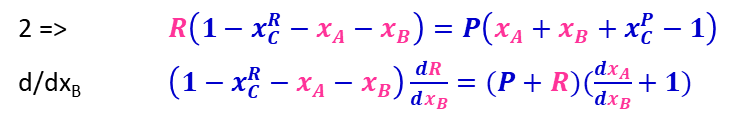 2 => R(1 − x_C^R − x_A − x_B) = P(x_A + x_B + x_C^P − 1)
d/dx_B (1 − x_C^R − x_A − x_B) dR/dx_B = (P + R)(dx_A/dx_B + 1)